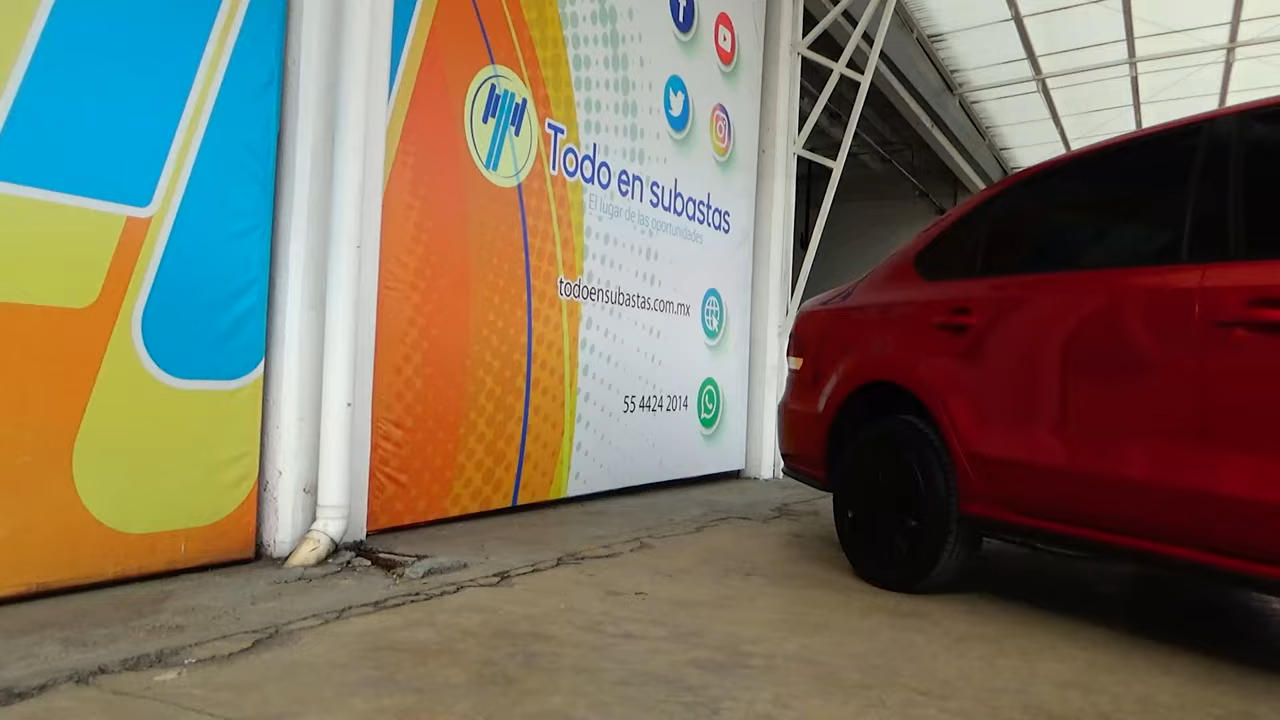 Todo en subastas
El lugar de las oportunidades
todoensubastas.com.mx
55 4424 2014